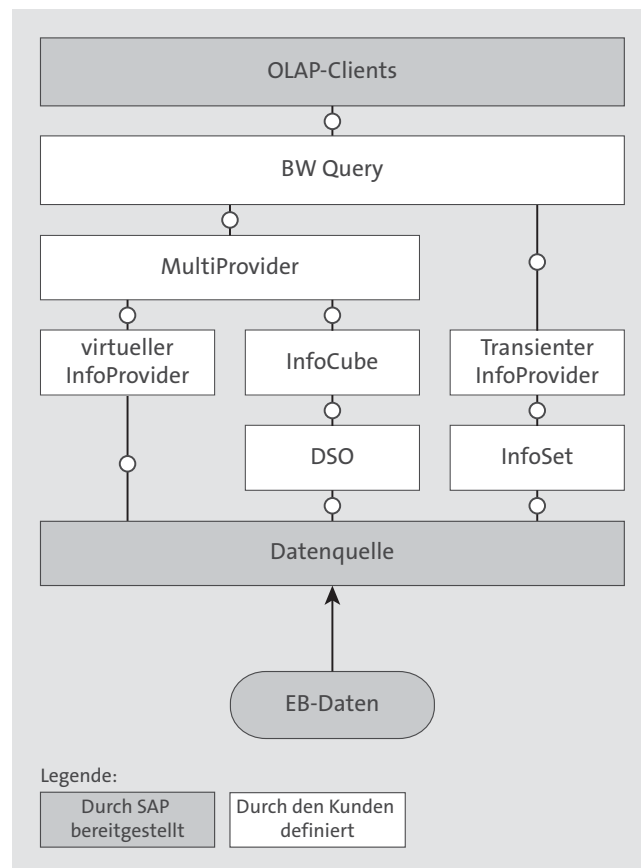 OLAP-Clients
BW Query
MultiProvider
virtueller
InfoProvider
InfoCube
Transienter
InfoProvider
DSO
InfoSet
Datenquelle
EB-Daten
Legende:
Durch SAP
bereitgestellt
Durch den Kunden
definiert